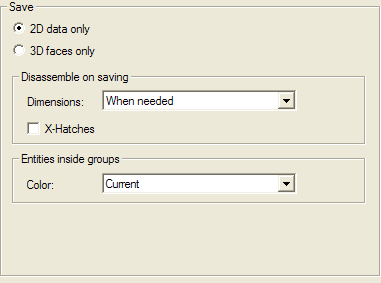 Save
2D data only
3D faces only
Disassemble on saving
Dimensions: When needed
X-Hatches
Entities inside groups
Color: Current